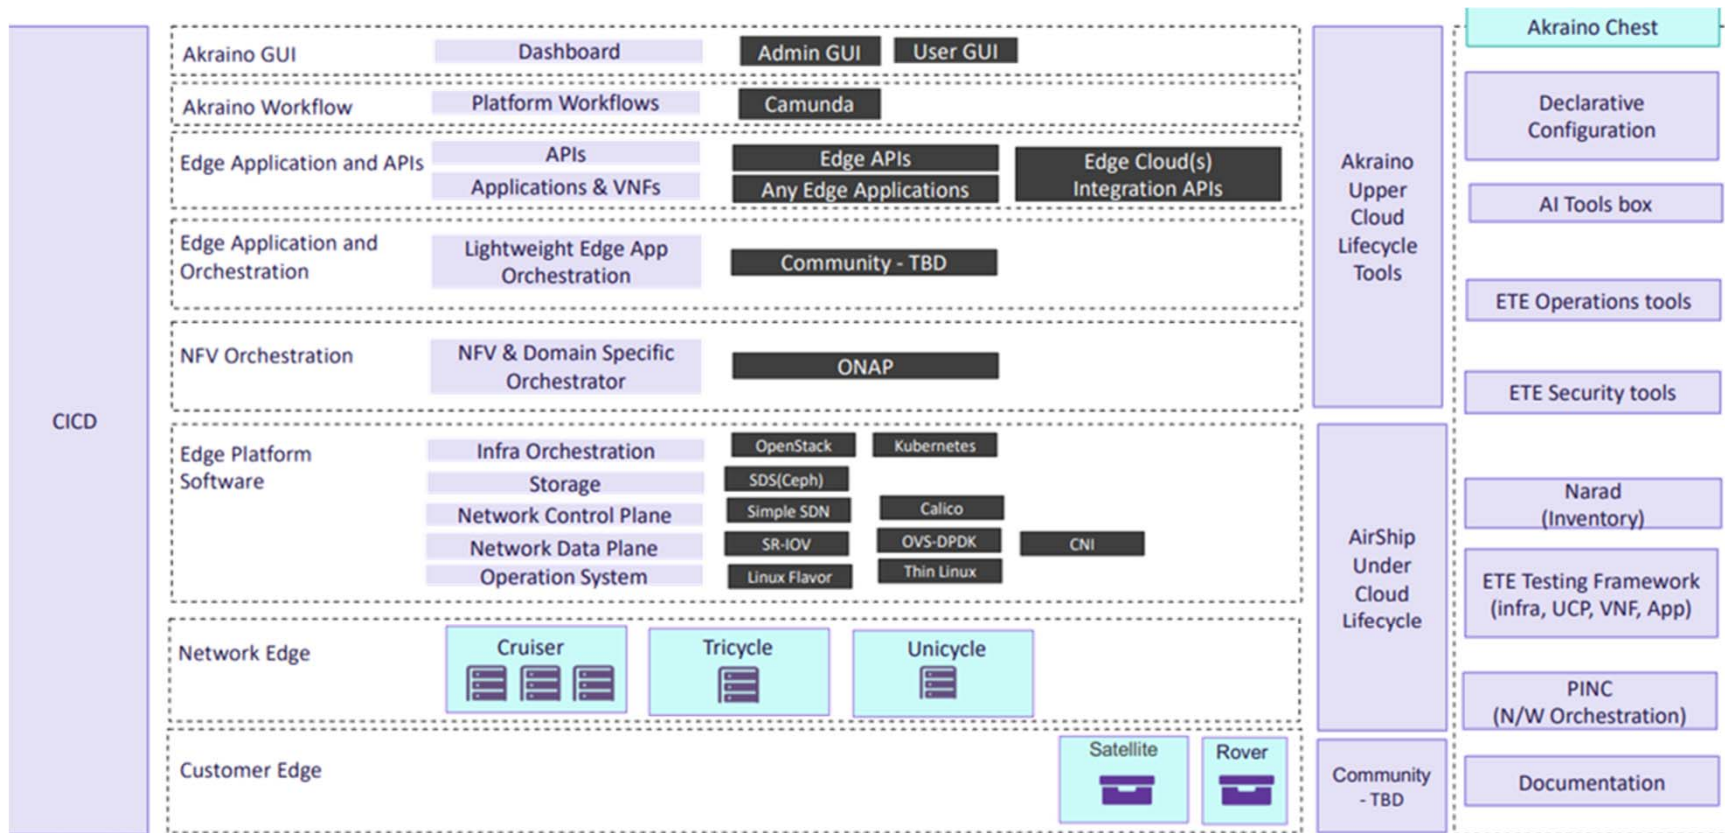 CICD
Akraino GUI
Dashboard
Admin GUI
User GUI
Akraino Workflow
Platform Workflows
Camunda
Edge Application and APIs
APIs
Applications & VNFs
Edge APIs
Any Edge Applications
Edge Cloud(s)
Integration APIs
Edge Application and
Orchestration
Lightweight Edge App
Orchestration
Community - TBD
NFV Orchestration
NFV & Domain Specific
Orchestrator
ONAP
Edge Platform
Software
Infra Orchestration
OpenStack
Kubernetes
Storage
SDS(Ceph)
Network Control Plane
Simple SDN
Calico
Network Data Plane
SR-IOV
OVS-DPDK
CNI
Operation System
Linux Flavor
Thin Linux
Network Edge
Cruiser
Tricycle
Unicycle
Customer Edge
Satellite
Rover
Akraino
Upper
Cloud
Lifecycle
Tools
AirShip
Under
Cloud
Lifecycle
Community
- TBD
Akraino Chest
Declarative
Configuration
AI Tools box
ETE Operations tools
ETE Security tools
Narad
(Inventory)
ETE Testing Framework
(infra, UCP, VNF, App)
PINC
(N/W Orchestration)
Documentation